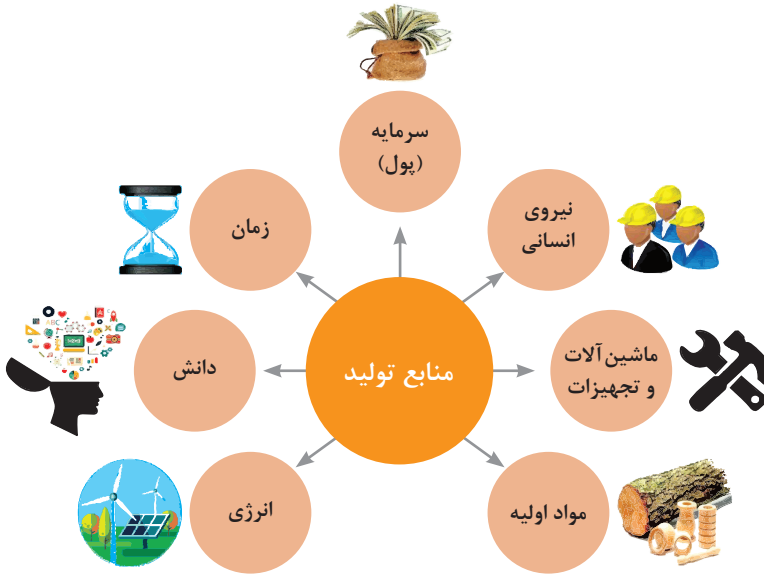 سرمایه
(پول)
نیروی
انسانی
زمان
ماشین‌آلات
و تجهیزات
منابع تولید
دانش
مواد اولیه
انرژی